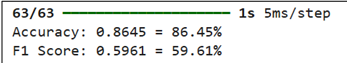 63/63 ━━━━━━━━━━━━━━━━━━━━ 1s 5ms/step
Accuracy: 0.8645 = 86.45%
F1 Score: 0.5961 = 59.61%